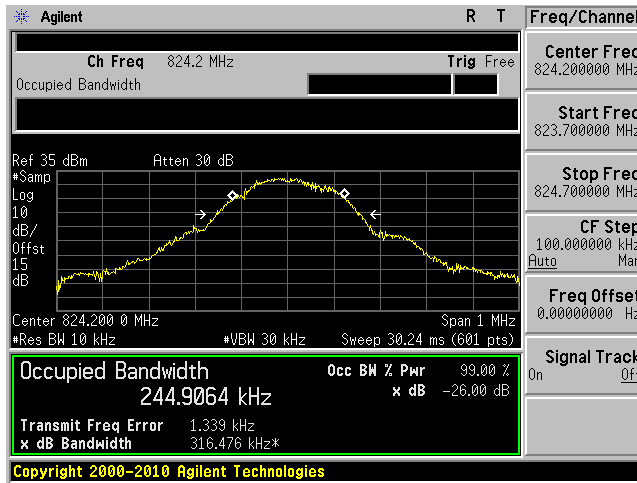 Agilent R T Freq/Channel
Ch Freq 824.2 MHz Trig Free
Occupied Bandwidth
Center Freq
824.200000 MHz
Start Freq
823.700000 MHz
Stop Freq
824.700000 MHz
CF Step
100.000000 kHz
Auto Man
Freq Offset
0.00000000 Hz
Signal Track
On Off
Ref 35 dBm Atten 30 dB
#Samp
Log
10
dB/
Offst
15
dB
Center 824.200 0 MHz Span 1 MHz
#Res BW 10 kHz #VBW 30 kHz Sweep 30.24 ms (601 pts)
Occupied Bandwidth Occ BW % Pwr 99.00 %
244.9064 kHz x dB -26.00 dB
Transmit Freq Error 1.339 kHz
x dB Bandwidth 316.476 kHz*
Copyright 2000-2010 Agilent Technologies